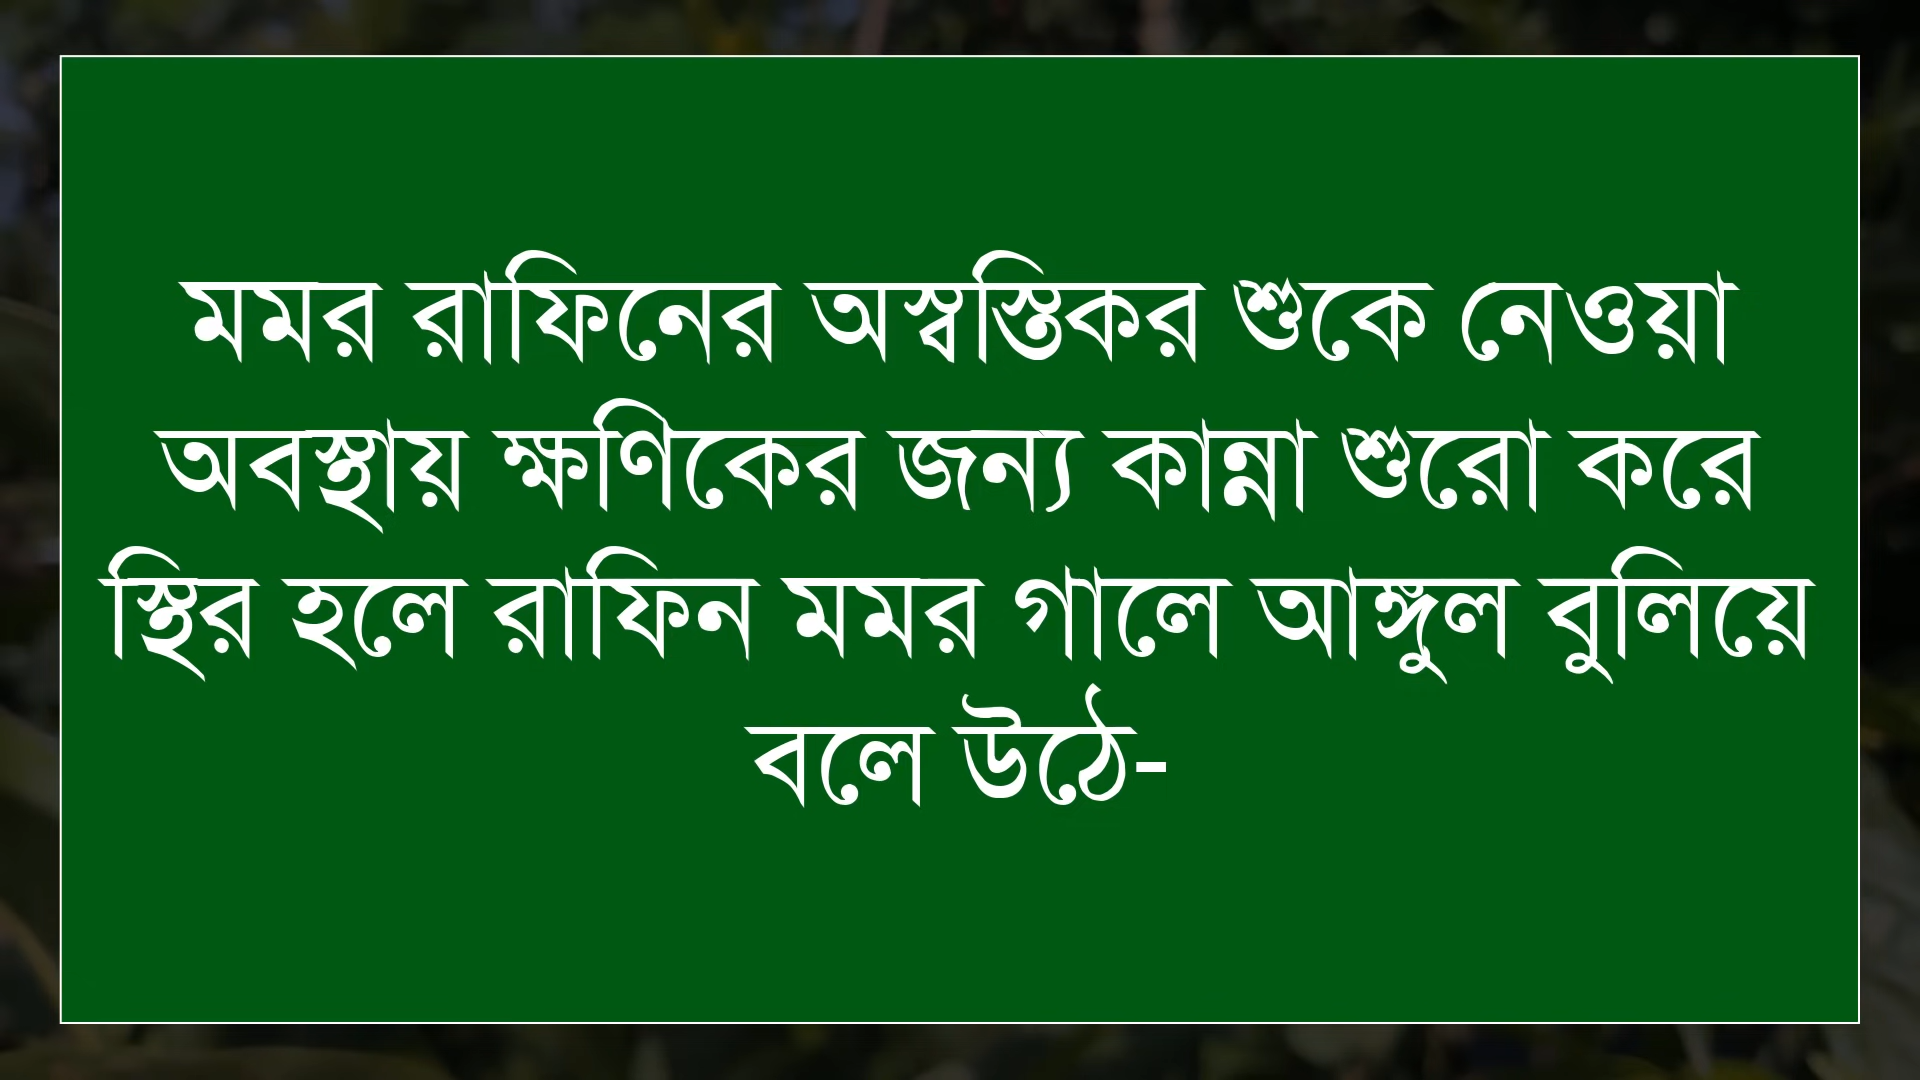 মমর রাফিনের অস্বস্তিকর শুকে নেওয়া
অবস্থায় ক্ষণিকের জন্য কান্না শুরো করে
স্থির হলে রাফিন মমর গালে আঙ্গুল বুলিয়ে
বলে উঠে-